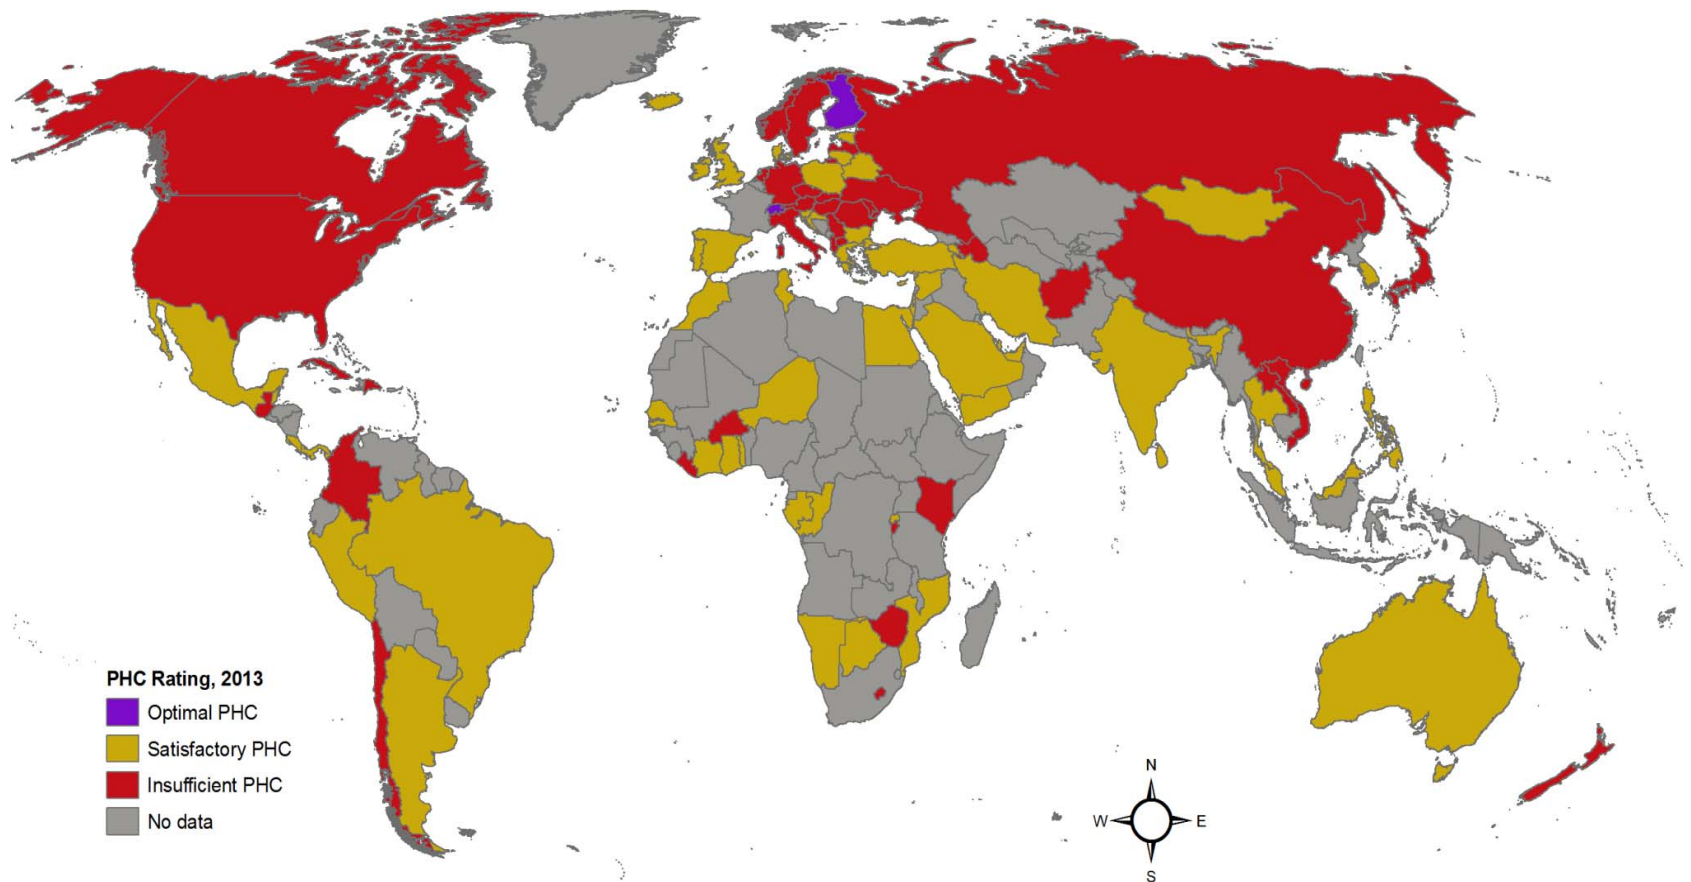 PHC Rating, 2013
Optimal PHC
Satisfactory PHC
Insufficient PHC
No data
N
W E
S